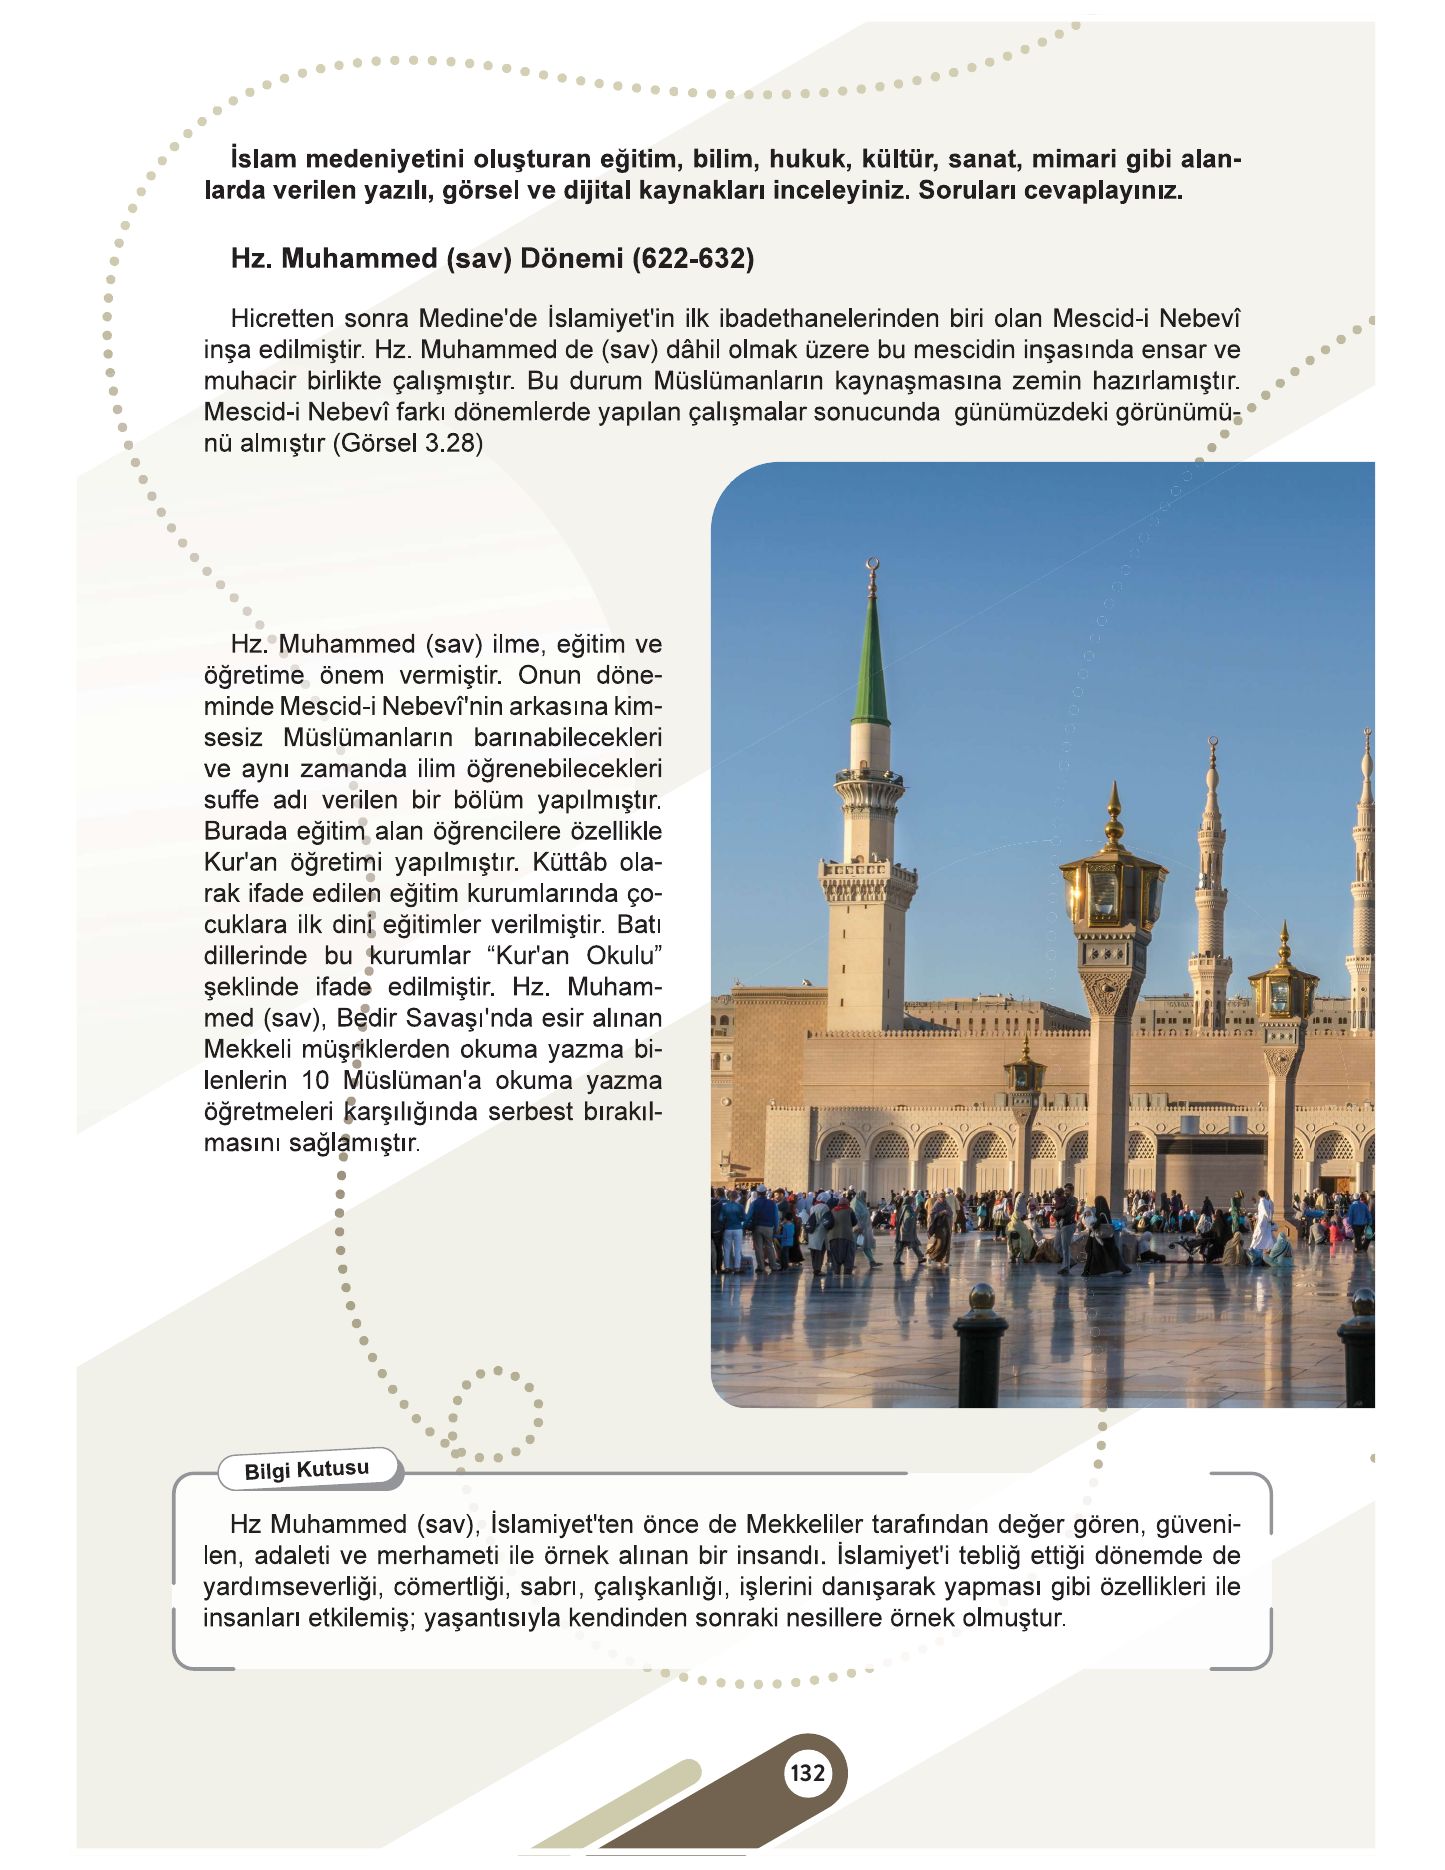 İslam medeniyetini oluşturan eğitim, bilim, hukuk, kültür, sanat, mimari gibi alan-
larda verilen yazılı, görsel ve dijital kaynakları inceleyiniz. Soruları cevaplayınız.
Hz. Muhammed (sav) Dönemi (622-632)
Hicretten sonra Medine'de İslamiyet'in ilk ibadethanelerinden biri olan Mescid-i Nebevî
inşa edilmiştir. Hz. Muhammed de (sav) dâhil olmak üzere bu mescidin inşasında ensar ve
muhacir birlikte çalışmıştır. Bu durum Müslümanların kaynaşmasına zemin hazırlamıştır.
Mescid-i Nebevî farkı dönemlerde yapılan çalışmalar sonucunda günümüzdeki görünümü-
nü almıştır (Görsel 3.28)
Hz. Muhammed (sav) ilme, eğitim ve
öğretime önem vermiştir. Onun döne-
minde Mescid-i Nebevî'nin arkasına kim-
sesiz Müslümanların barınabilecekleri
ve aynı zamanda ilim öğrenebilecekleri
suffe adı verilen bir bölüm yapılmıştır.
Burada eğitim alan öğrencilere özellikle
Kur'an öğretimi yapılmıştır. Küttâb ola-
rak ifade edilen eğitim kurumlarında ço-
cuklara ilk dinî eğitimler verilmiştir. Batı
dillerinde bu kurumlar “Kur'an Okulu”
şeklinde ifade edilmiştir. Hz. Muham-
med (sav), Bedir Savaşı'nda esir alınan
Mekkeli müşriklerden okuma yazma bi-
lenlerin 10 Müslüman'a okuma yazma
öğretmeleri karşılığında serbest bırakıl-
masını sağlamıştır.
Bilgi Kutusu
Hz Muhammed (sav), İslamiyet'ten önce de Mekkeliler tarafından değer gören, güveni-
len, adaleti ve merhameti ile örnek alınan bir insandı. İslamiyet'i tebliğ ettiği dönemde de
yardımseverliği, cömertliği, sabrı, çalışkanlığı, işlerini danışarak yapması gibi özellikleri ile
insanları etkilemiş; yaşantısıyla kendinden sonraki nesillere örnek olmuştur.
132